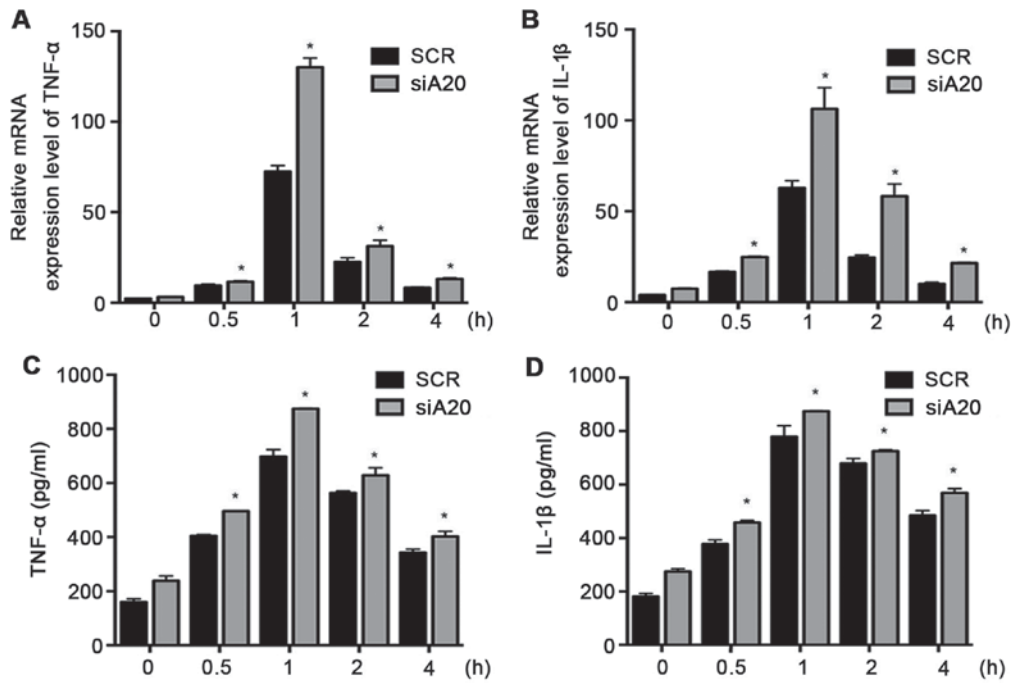 A
Relative mRNA
expression level of TNF-α
150
100
50
0
SCR
siA20
*
*
*
*
0 0.5 1 2 4 (h)
B
Relative mRNA
expression level of IL-1β
150
100
50
0
SCR
siA20
*
*
*
*
0 0.5 1 2 4 (h)
C
TNF-α (pg/ml)
1000
800
600
400
200
0
SCR
siA20
*
*
*
*
0 0.5 1 2 4 (h)
D
IL-1β (pg/ml)
1000
800
600
400
200
0
SCR
siA20
*
*
*
*
0 0.5 1 2 4 (h)